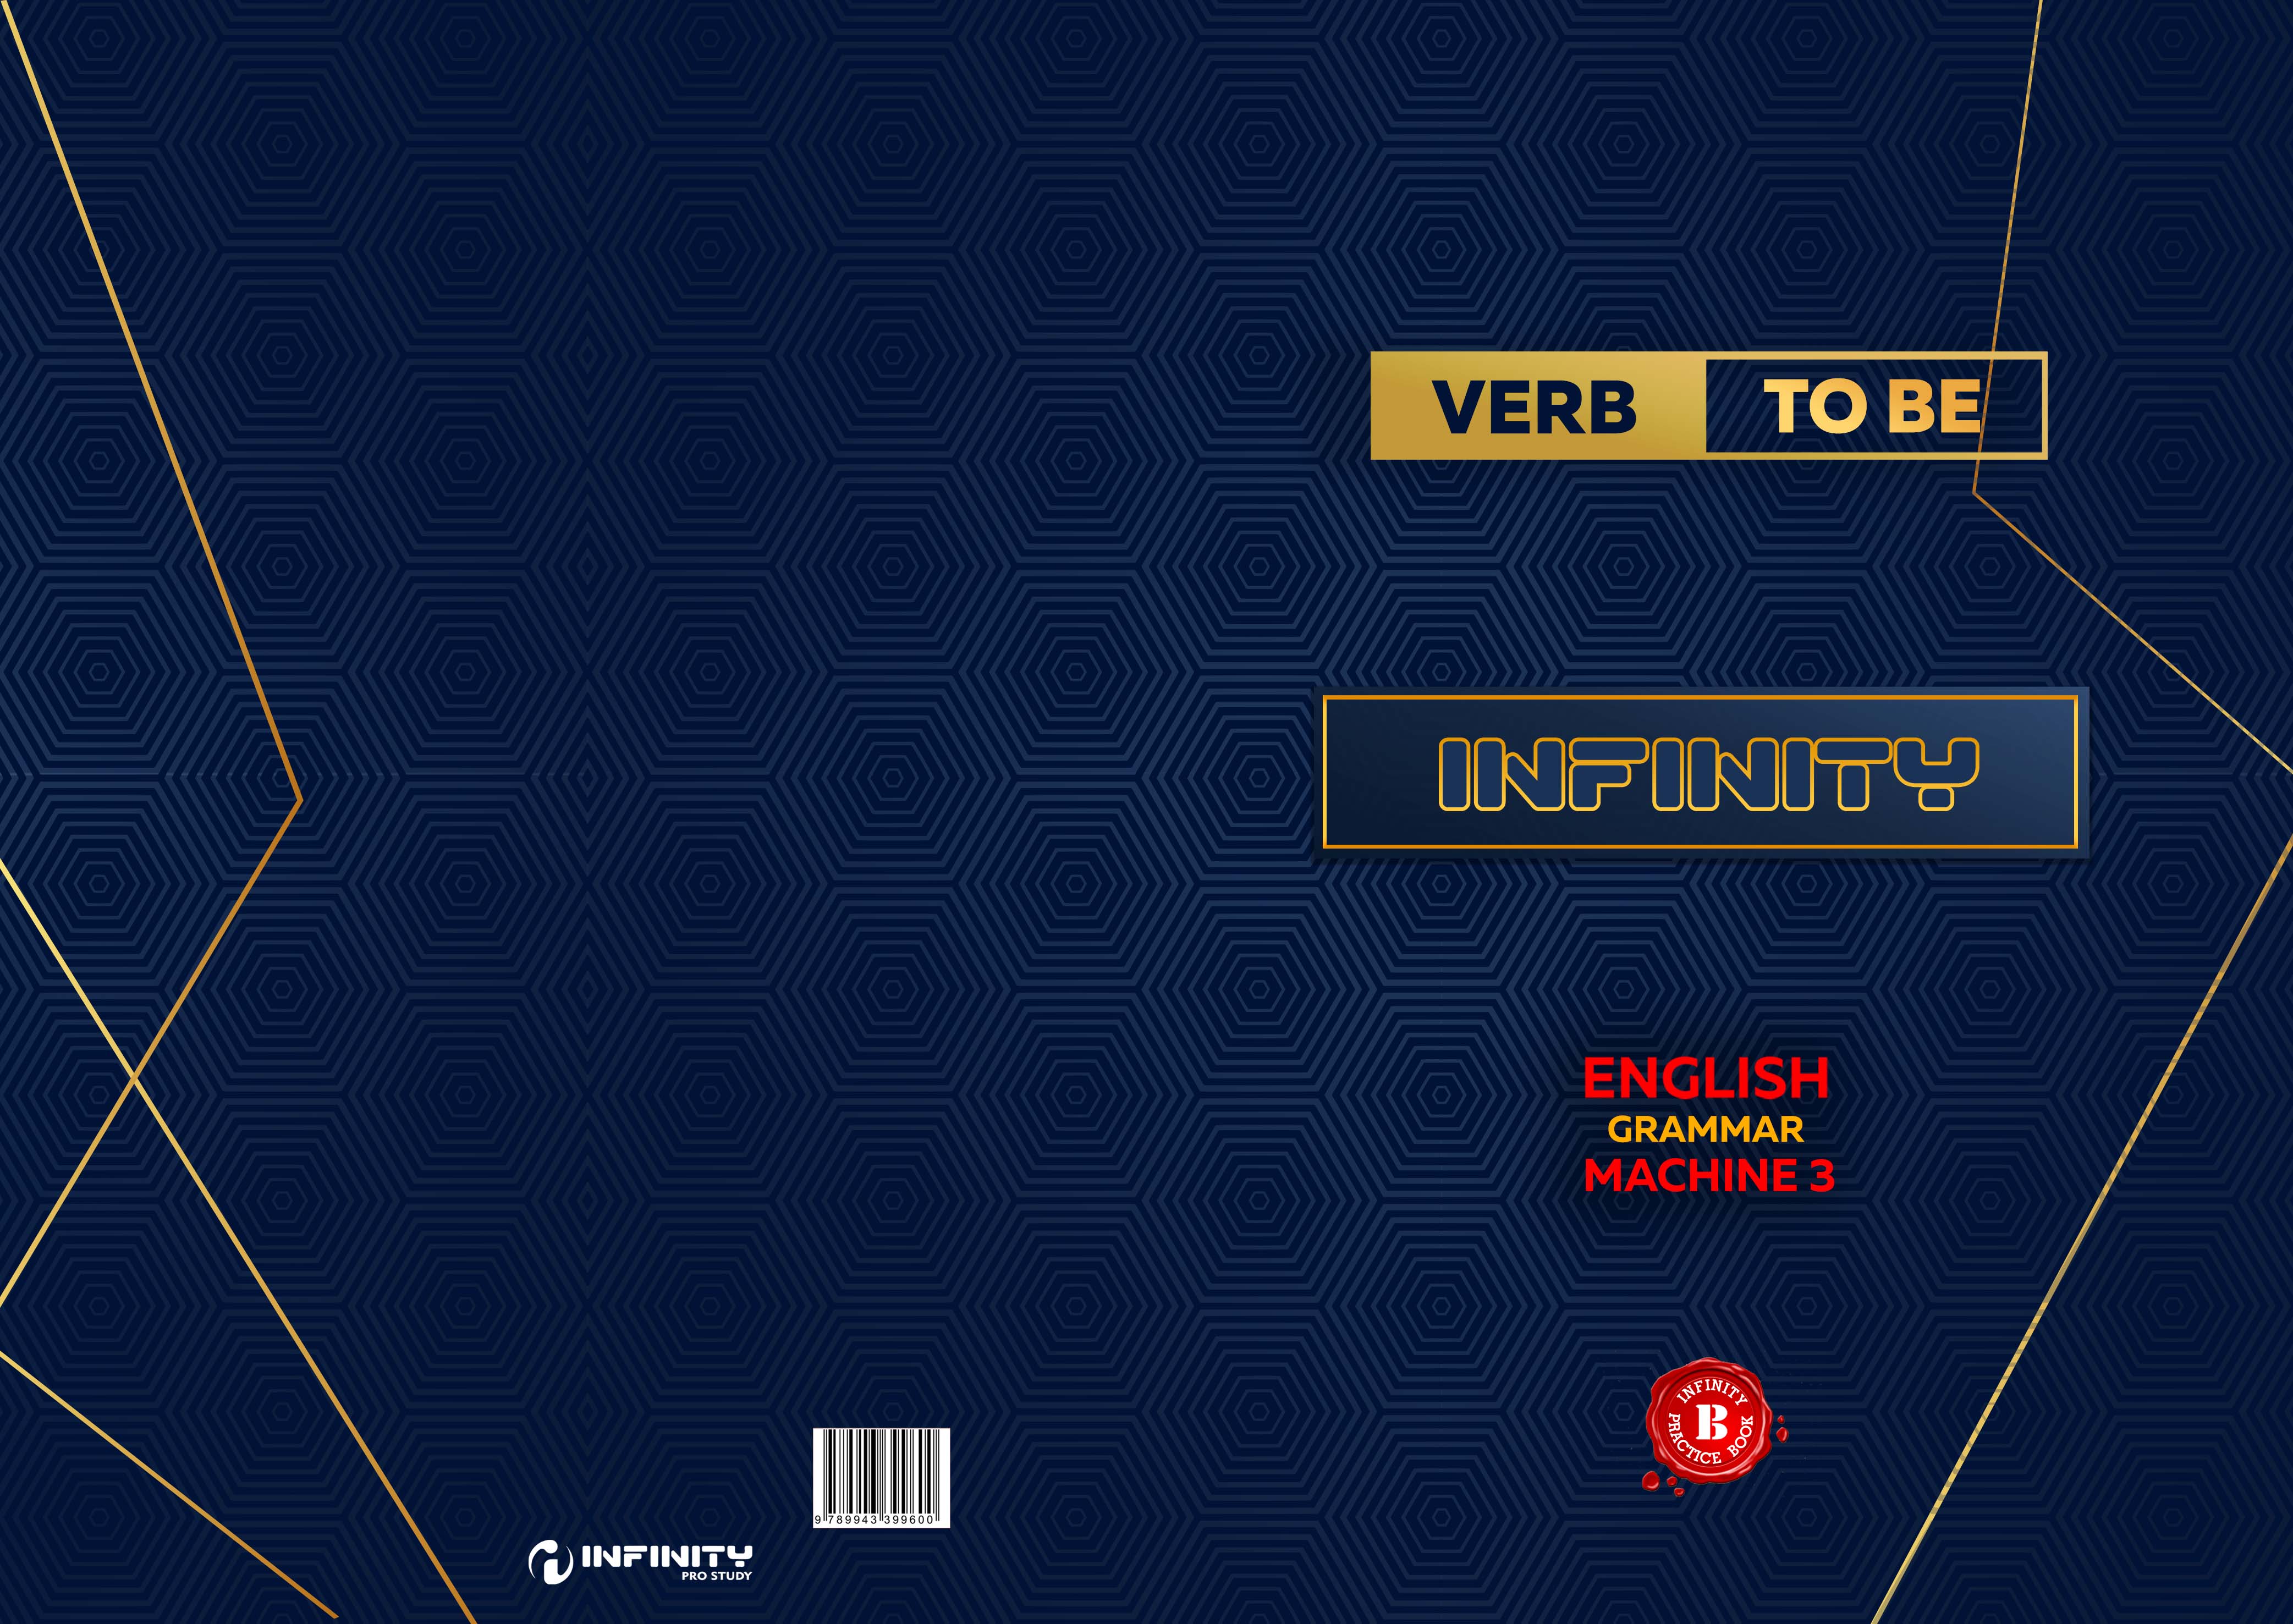 VERB TO BE
INFINITY
ENGLISH
GRAMMAR
MACHINE 3
INFINITY
B
PRACTICE BOOK
9 789943 399600
INFINITY
PRO STUDY